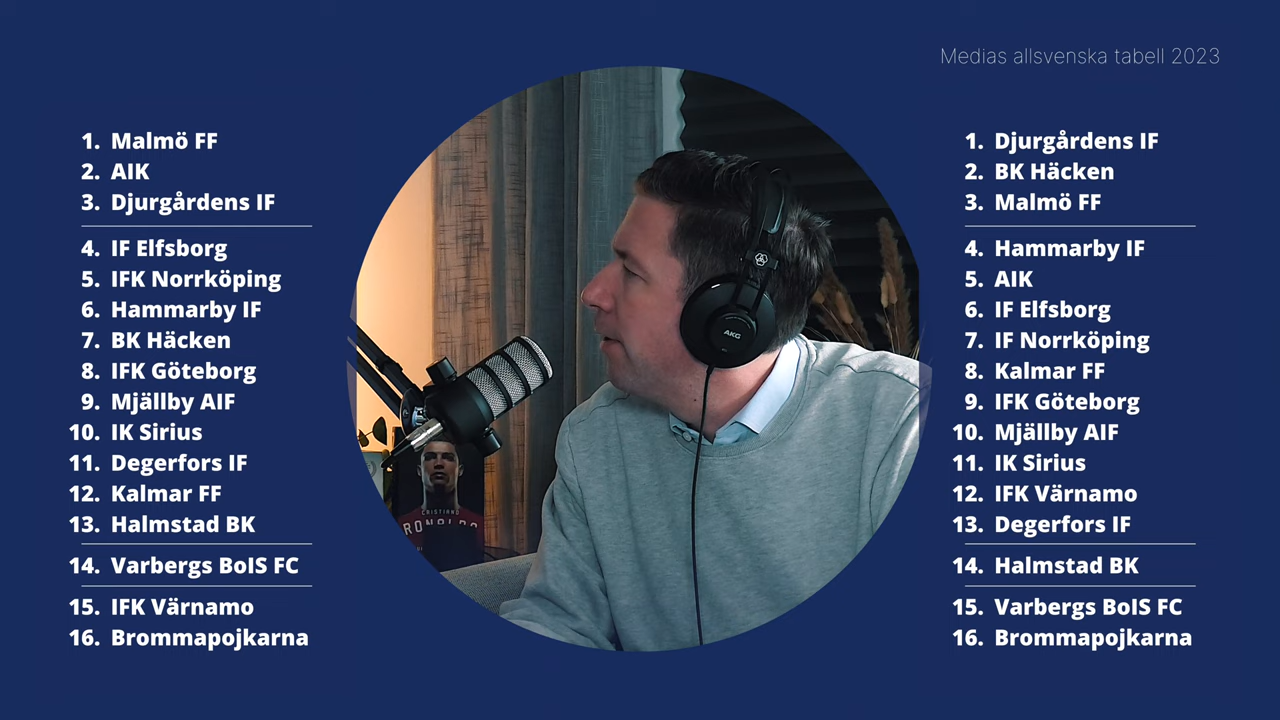 Medias allsvenska tabell 2023
1. Malmö FF
2. AIK
3. Djurgårdens IF
4. IF Elfsborg
5. IFK Norrköping
6. Hammarby IF
7. BK Häcken
8. IFK Göteborg
9. Mjällby AIF
10. IK Sirius
11. Degerfors IF
12. Kalmar FF
13. Halmstad BK
14. Varbergs BoIS FC
15. IFK Värnamo
16. Brommapojkarna
AKG
CRISTIANO
RONALDO
1. Djurgårdens IF
2. BK Häcken
3. Malmö FF
4. Hammarby IF
5. AIK
6. IF Elfsborg
7. IF Norrköping
8. Kalmar FF
9. IFK Göteborg
10. Mjällby AIF
11. IK Sirius
12. IFK Värnamo
13. Degerfors IF
14. Halmstad BK
15. Varbergs BoIS FC
16. Brommapojkarna